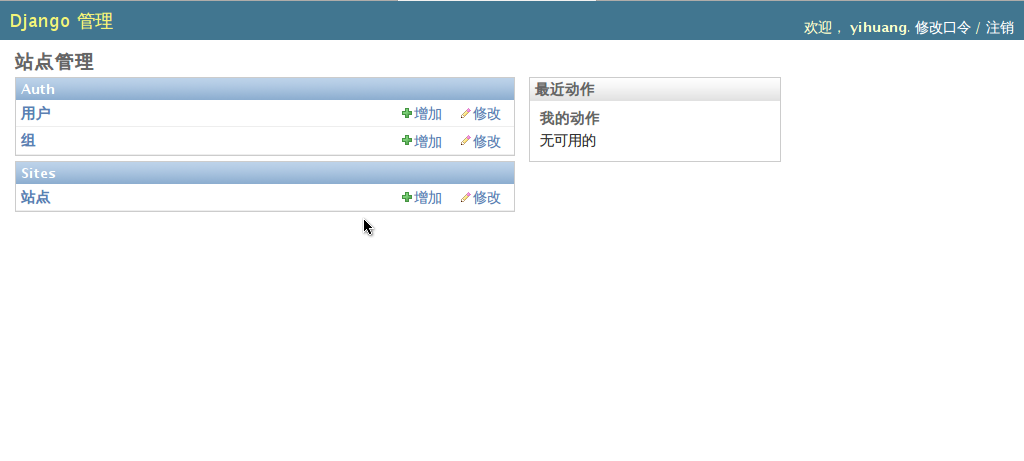 Django 管理
欢迎， yihuang. 修改口令 / 注销
站点管理
Auth
用户 增加 修改
组 增加 修改
Sites
站点 增加 修改
最近动作
我的动作
无可用的